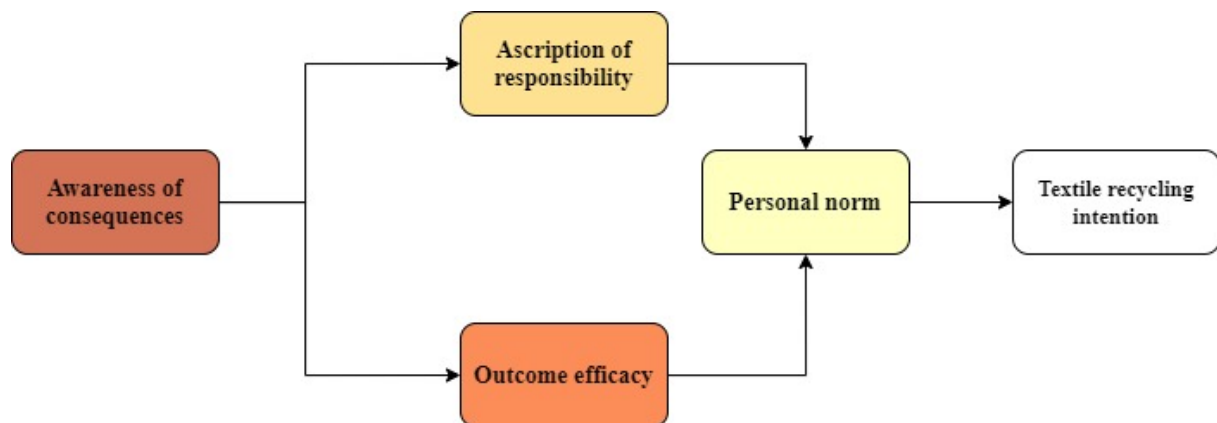 Ascription of
responsibility
Awareness of
consequences
Personal norm
Textile recycling
intention
Outcome efficacy